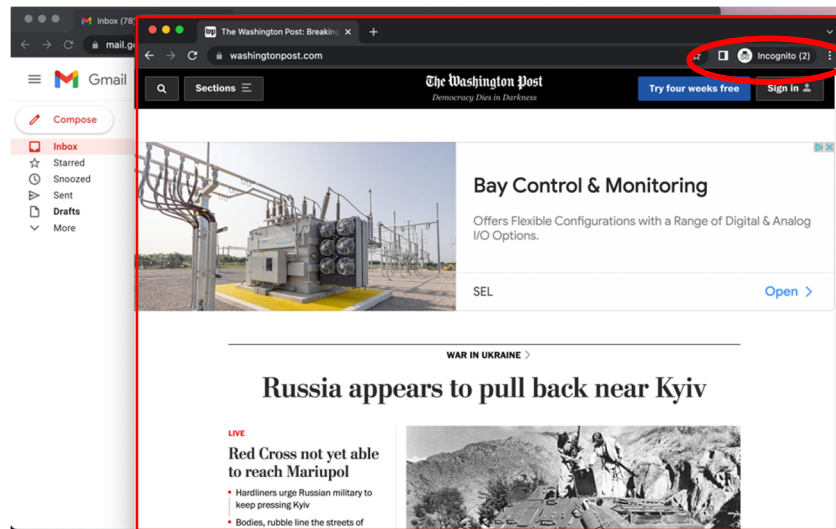 Inbox (78
mail.g
Gmail
Compose
Inbox
Starred
Snoozed
Sent
Drafts
More
The Washington Post: Breaking
washingtonpost.com
Incognito (2)
Sections
The Washington Post
Democracy Dies in Darkness
Try four weeks free
Sign in
Bay Control & Monitoring
Offers Flexible Configurations with a Range of Digital & Analog
I/O Options.
SEL
Open
WAR IN UKRAINE
Russia appears to pull back near Kyiv
LIVE
Red Cross not yet able
to reach Mariupol
Hardliners urge Russian military to
keep pressing Kyiv
Bodies, rubble line the streets of